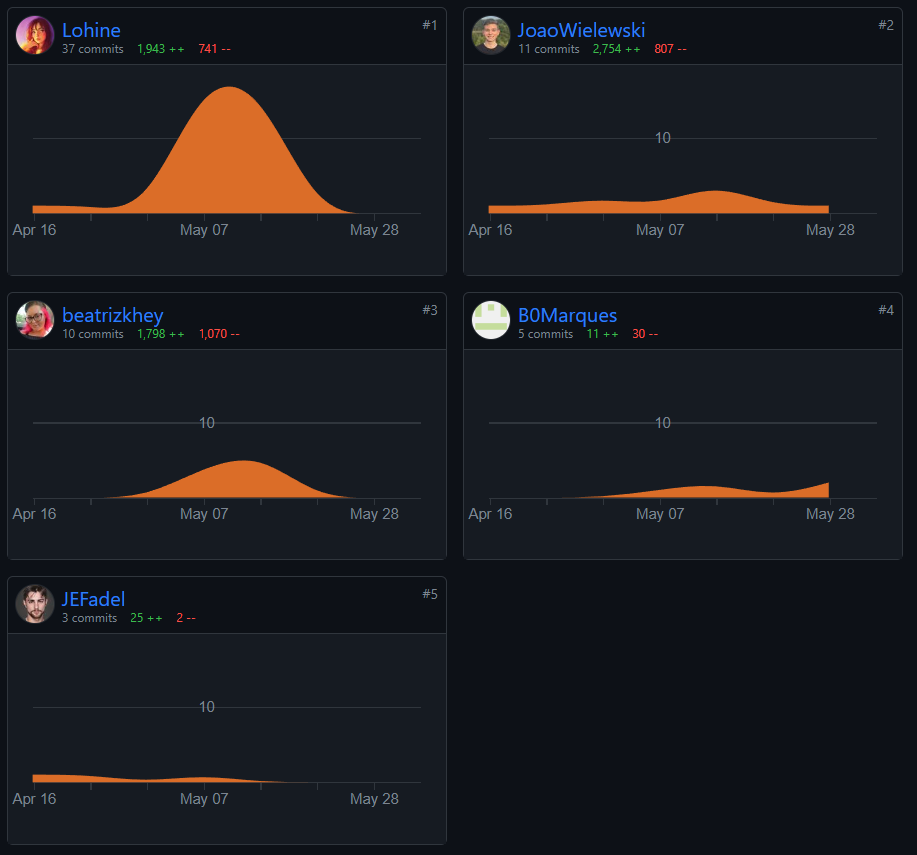 Lohine #1
37 commits 1,943 ++ 741 --
Apr 16 May 07 May 28
JoaoWielewski #2
11 commits 2,754 ++ 807 --
10
Apr 16 May 07 May 28
beatrizkhey #3
10 commits 1,798 ++ 1,070 --
10
Apr 16 May 07 May 28
B0Marques #4
5 commits 11 ++ 30 --
10
Apr 16 May 07 May 28
JEFadel #5
3 commits 25 ++ 2 --
10
Apr 16 May 07 May 28